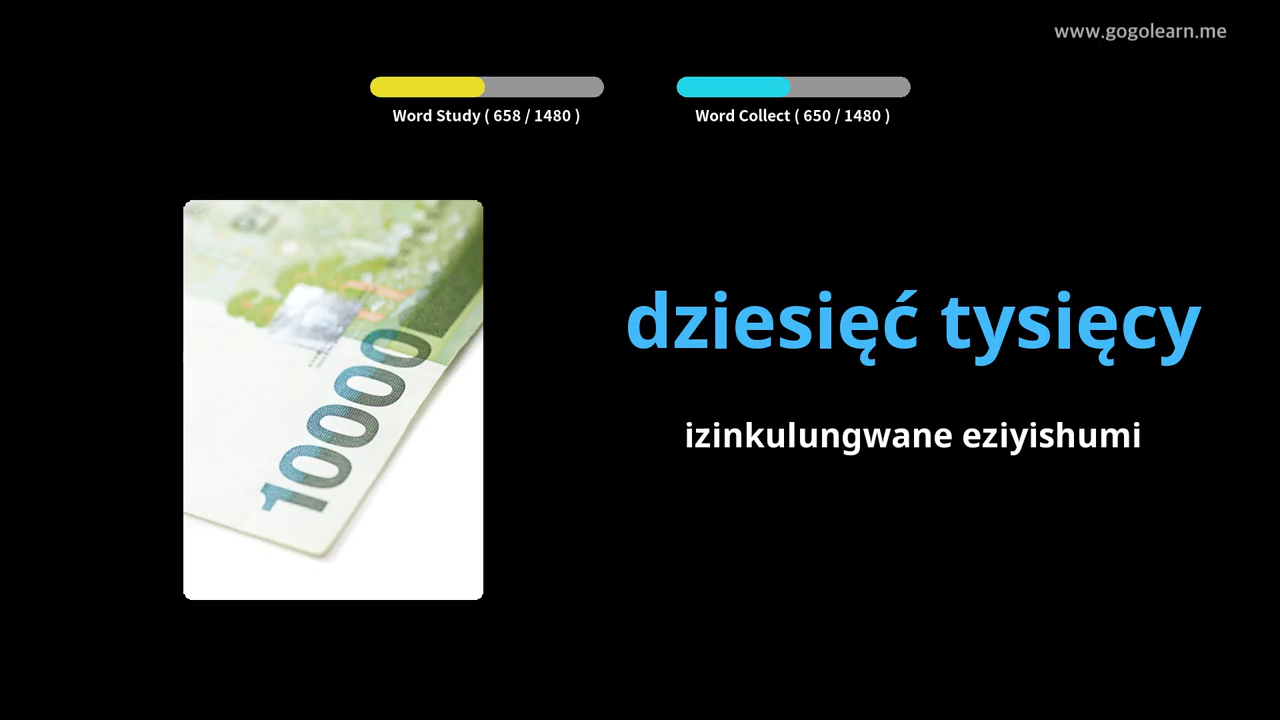 www.gogolearn.me
Word Study ( 658 / 1480 )
Word Collect ( 650 / 1480 )
10000
dziesięć tysięcy
izinkulungwane eziyishumi